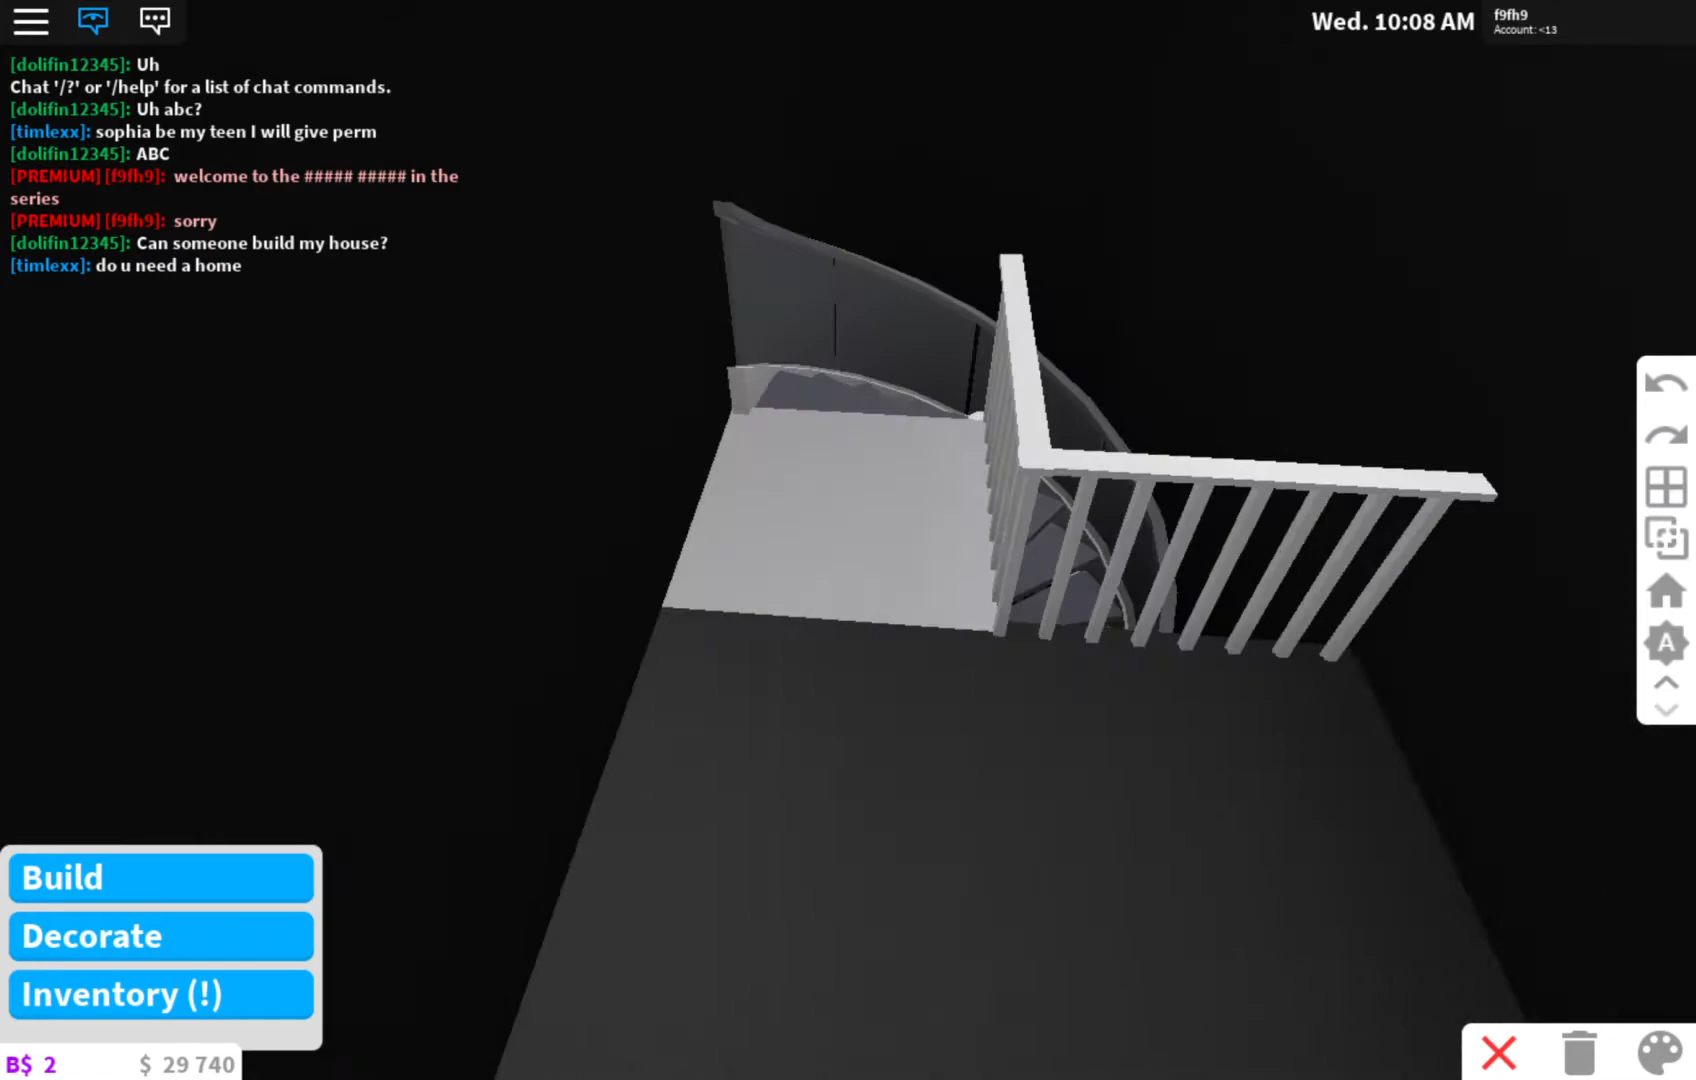 Wed. 10:08 AM
f9fh9
Account: <13
[dolifin12345]: Uh
Chat '/?' or '/help' for a list of chat commands.
[dolifin12345]: Uh abc?
[timlexx]: sophia be my teen I will give perm
[dolifin12345]: ABC
[PREMIUM] [f9fh9]: welcome to the ##### ##### in the
series
[PREMIUM] [f9fh9]: sorry
[dolifin12345]: Can someone build my house?
[timlexx]: do u need a home
A
Build
Decorate
Inventory (!)
B$ 2 $ 29 740